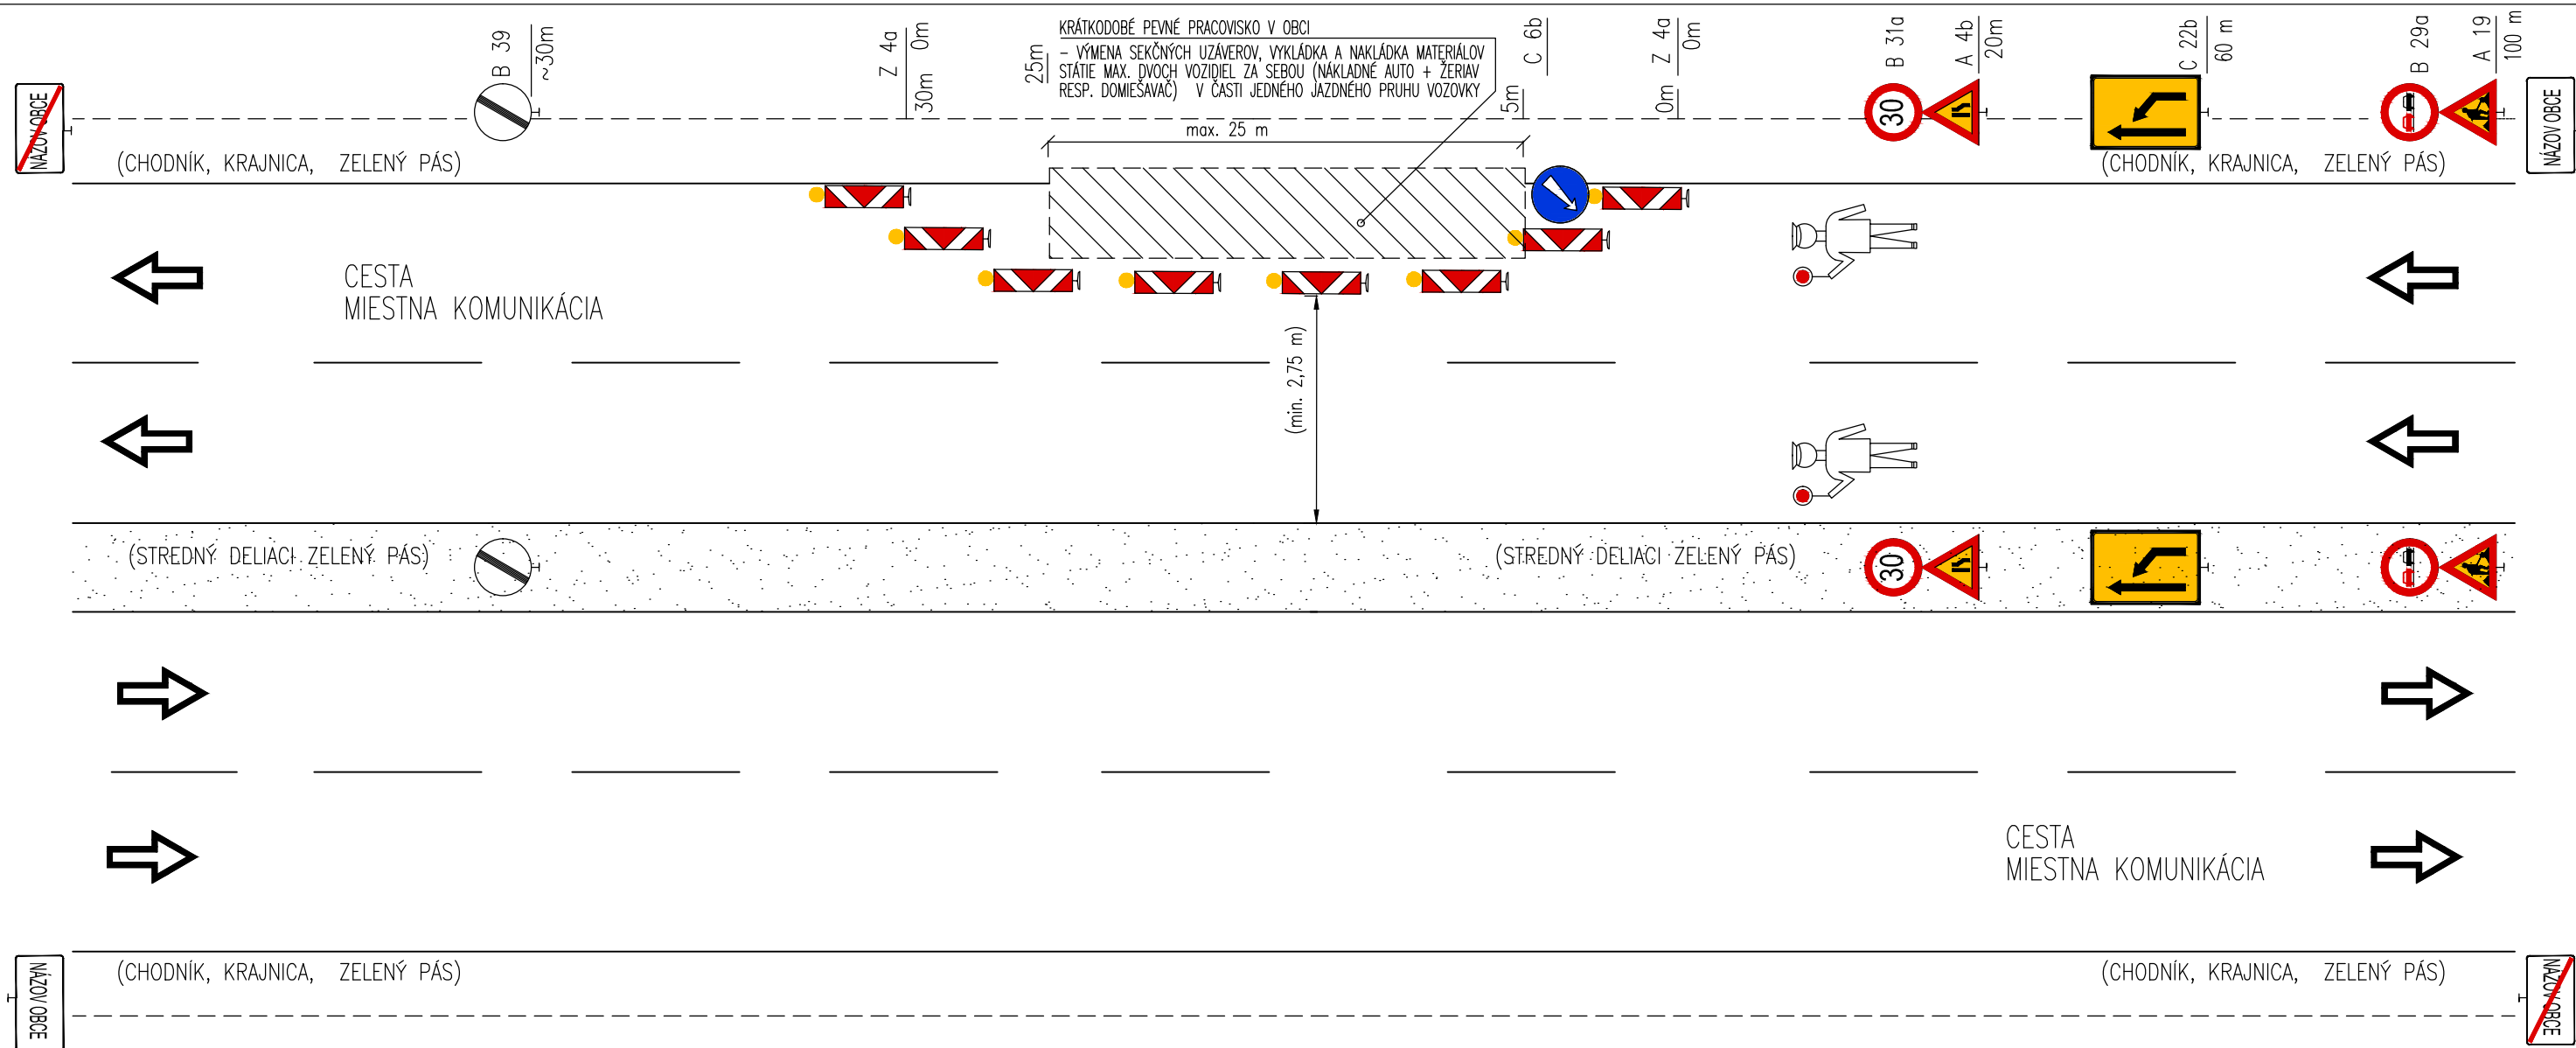 B 39
~30m
Z 4a
0m
30m
25m
KRÁTKODOBÉ PEVNÉ PRACOVISKO V OBCI
- VÝMENA SEKČNÝCH UZÁVEROV, VYKLÁDKA A NAKLÁDKA MATERIÁLOV
STÁTIE MAX. DVOCH VOZIDIEL ZA SEBOU (NÁKLADNÉ AUTO + ŽERIAV
RESP. DOMIEŠAVAČ) V ČASTI JEDNÉHO JAZDNÉHO PRUHU VOZOVKY
C 6b
5m
Z 4a
0m
0m
B 31a
A 4b
20m
C 22b
60 m
B 29a
A 19
100 m
NÁZOV OBCE
30
NÁZOV OBCE
max. 25 m
(CHODNÍK, KRAJNICA, ZELENÝ PÁS)
(CHODNÍK, KRAJNICA, ZELENÝ PÁS)
CESTA
MIESTNA KOMUNIKÁCIA
(min. 2,75 m)
(STREDNÝ DELIACI ZELENÝ PÁS)
(STREDNÝ DELIACI ZELENÝ PÁS)
30
CESTA
MIESTNA KOMUNIKÁCIA
(CHODNÍK, KRAJNICA, ZELENÝ PÁS)
(CHODNÍK, KRAJNICA, ZELENÝ PÁS)
NÁZOV OBCE
NÁZOV OBCE